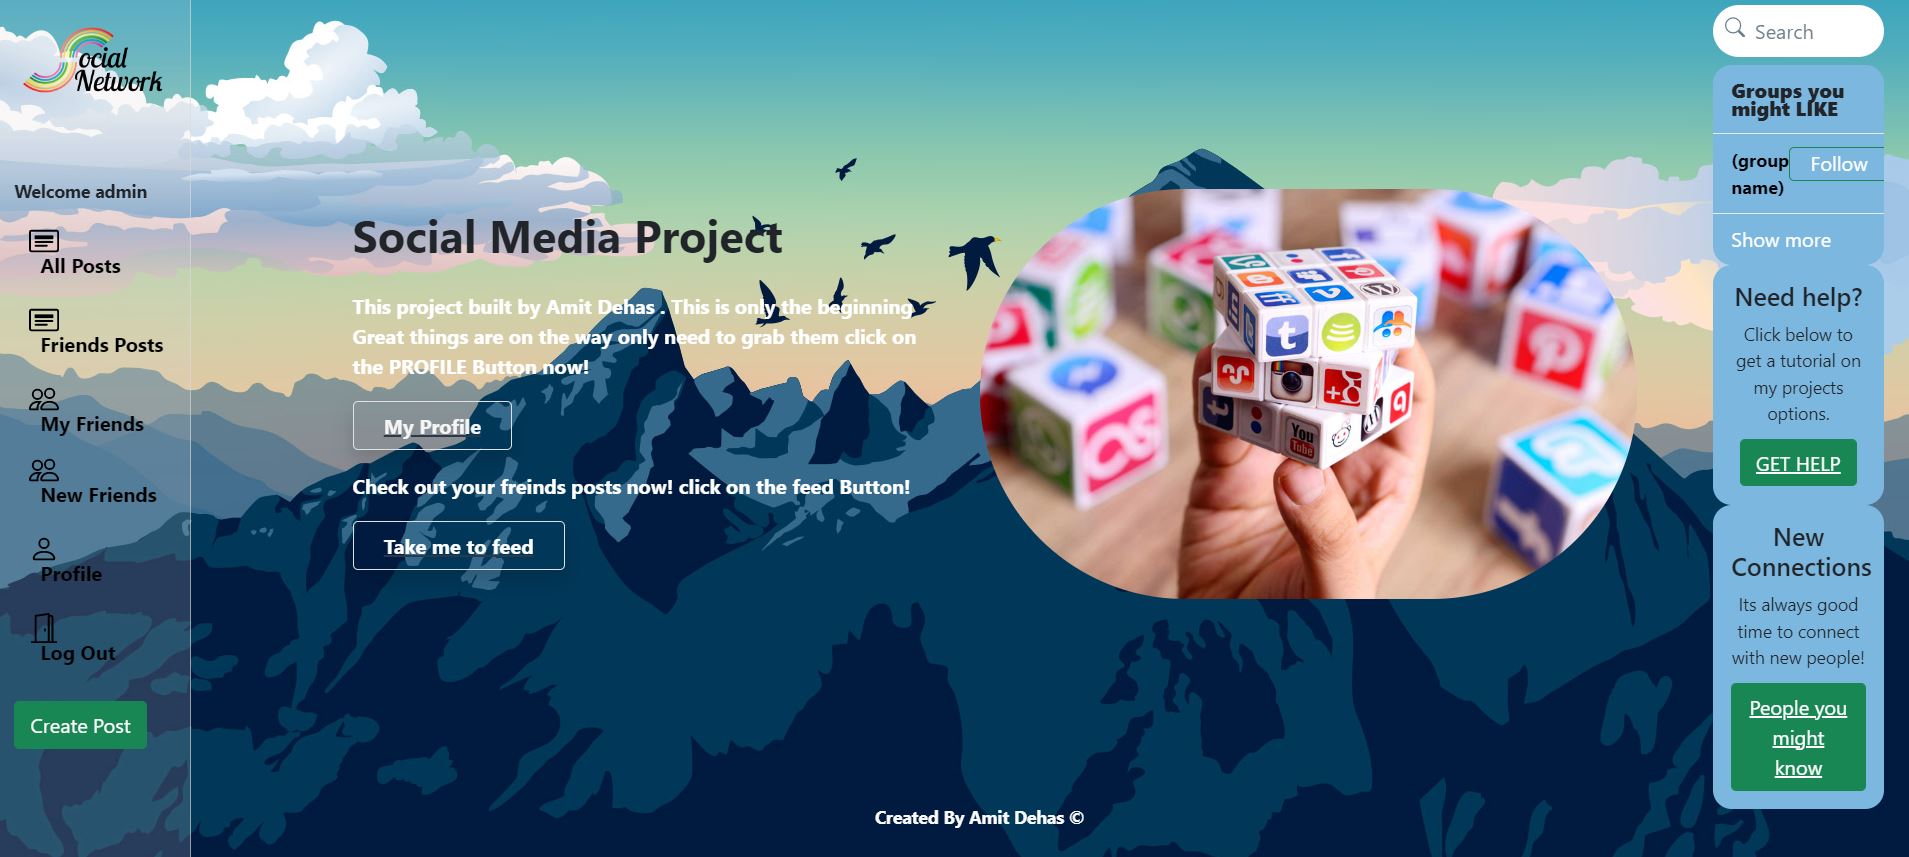 Social
Network
Welcome admin
All Posts
Friends Posts
My Friends
New Friends
Profile
Log Out
Create Post
Social Media Project
This project built by Amit Dehas . This is only the beginning.
Great things are on the way only need to grab them click on
the PROFILE Button now!
My Profile
Check out your freinds posts now! click on the feed Button!
Take me to feed
You
Tube
Created By Amit Dehas ©
Search
Groups you
might LIKE
(group
name)
Follow
Show more
Need help?
Click below to
get a tutorial on
my projects
options.
GET HELP
New
Connections
Its always good
time to connect
with new people!
People you
might
know